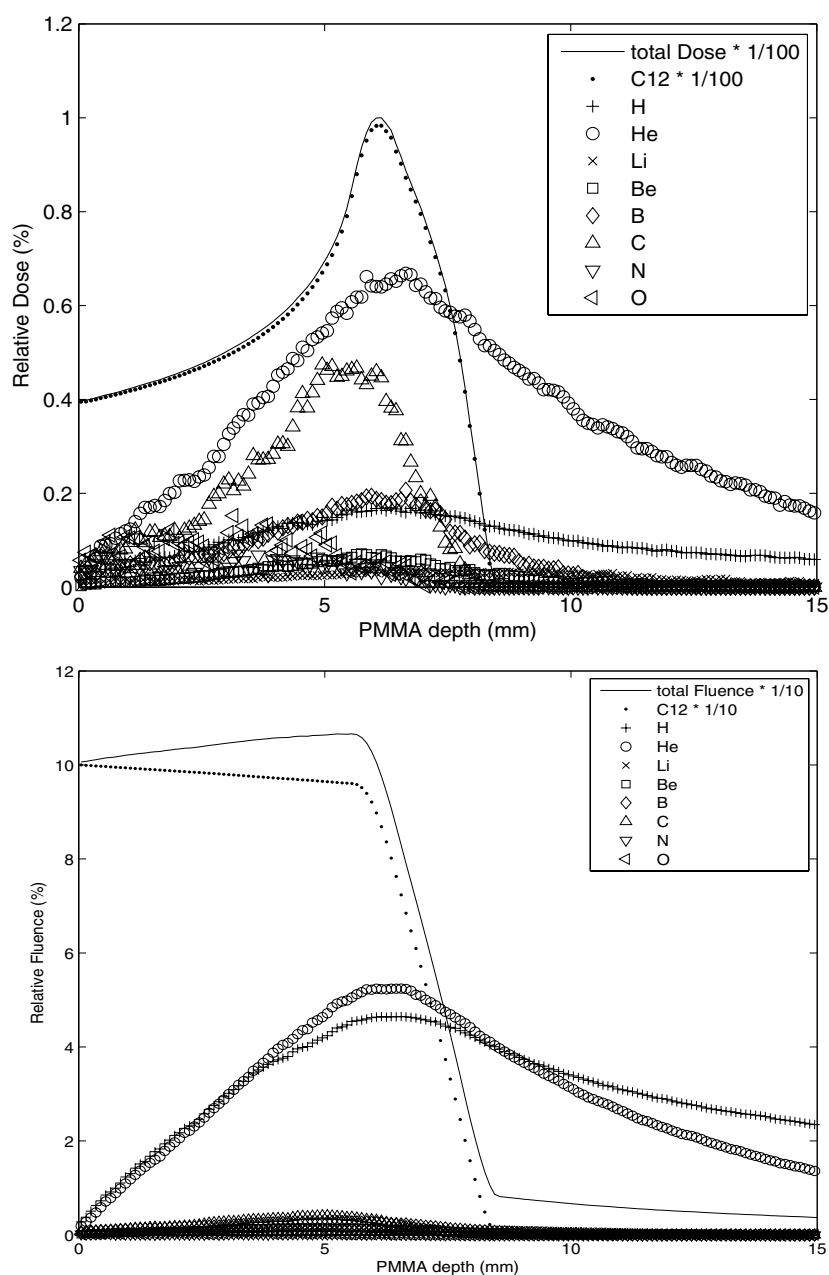 1.2
1
0.8
0.6
0.4
0.2
0
Relative Dose (%)
total Dose * 1/100
C12 * 1/100
H
He
Li
Be
B
C
N
O
0 5 10 15
PMMA depth (mm)
12
10
8
6
4
2
0
Relative Fluence (%)
total Fluence * 1/10
C12 * 1/10
H
He
Li
Be
B
C
N
O
0 5 10 15
PMMA depth (mm)